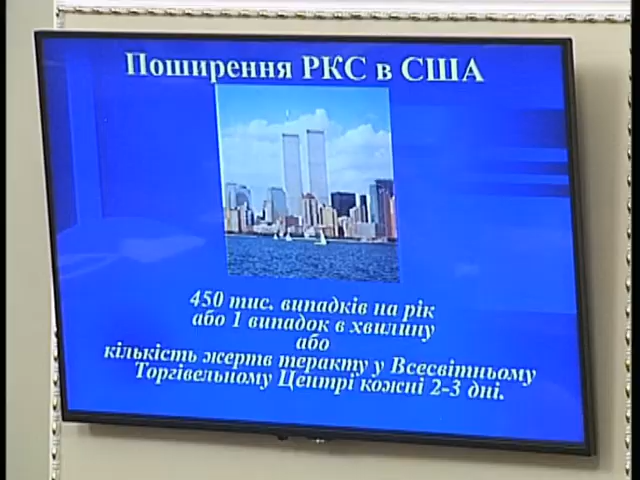 Поширення РКС в США
450 тис. випадків на рік
або 1 випадок в хвилину
або
кількість жертв теракту у Всесвітньому
Торгівельному Центрі кожні 2-3 дні.